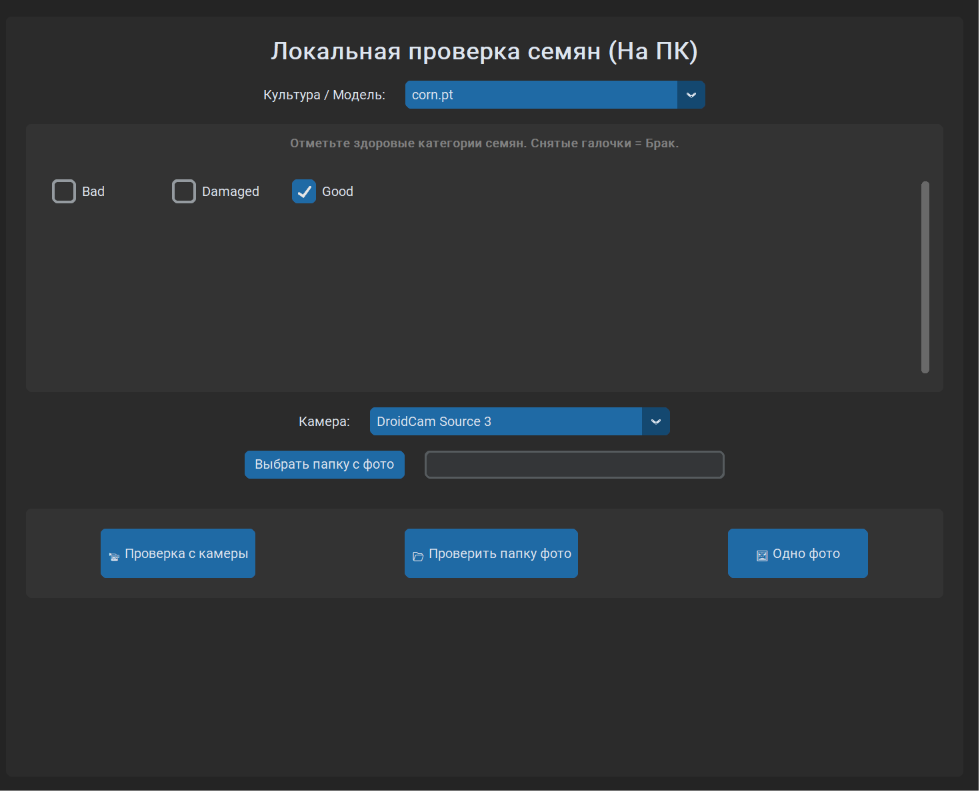 Локальная проверка семян (На ПК)
Культура / Модель: corn.pt
Отметьте здоровые категории семян. Снятые галочки = Брак.
Bad Damaged Good
Камера: DroidCam Source 3
Выбрать папку с фото
Проверка с камеры Проверить папку фото Одно фото